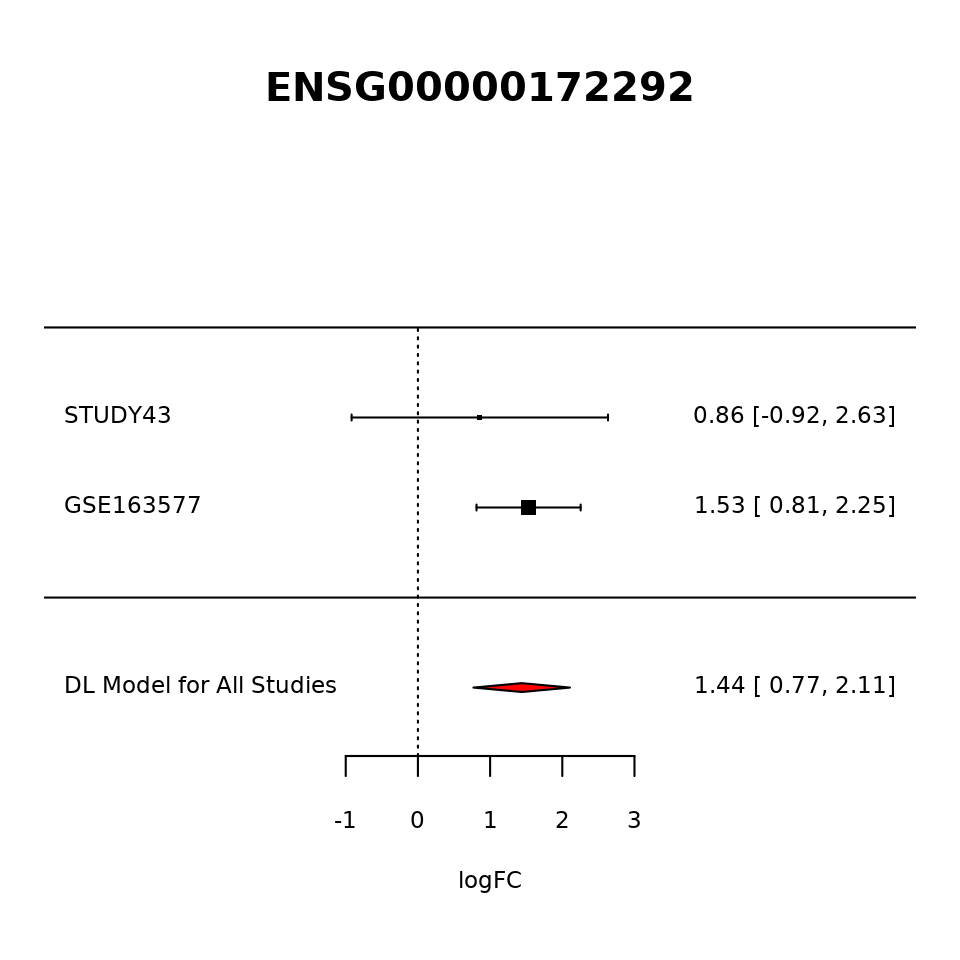 ENSG00000172292
STUDY43 0.86 [-0.92, 2.63]
GSE163577 1.53 [ 0.81, 2.25]
DL Model for All Studies 1.44 [ 0.77, 2.11]
-1 0 1 2 3
logFC